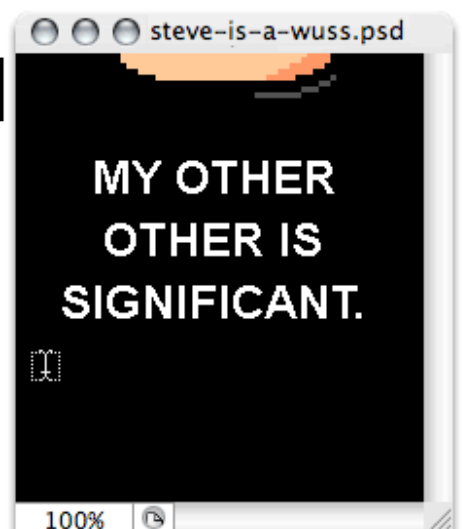 steve-is-a-wuss.psd
MY OTHER
OTHER IS
SIGNIFICANT.
100%